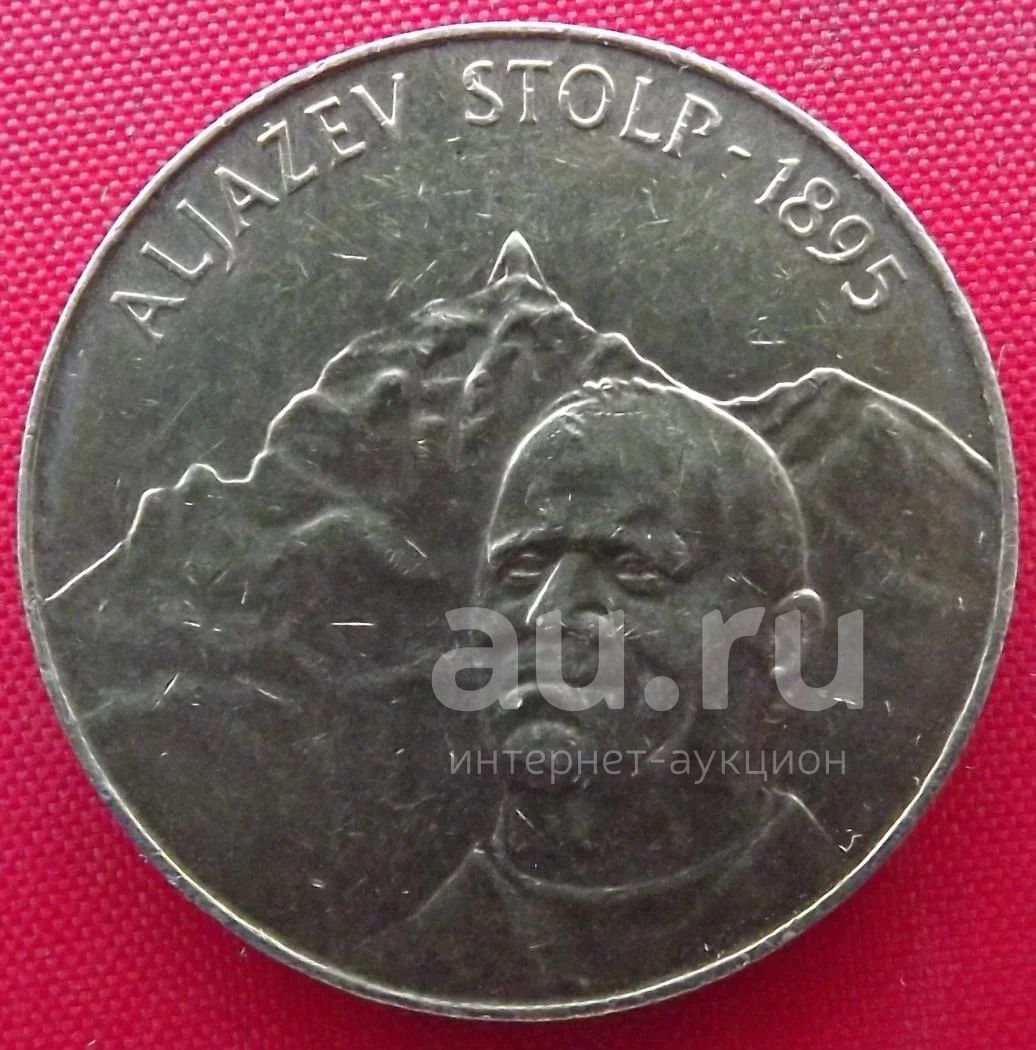 ALJAŽEV STOLP - 1895
au.ru
интернет-аукцион